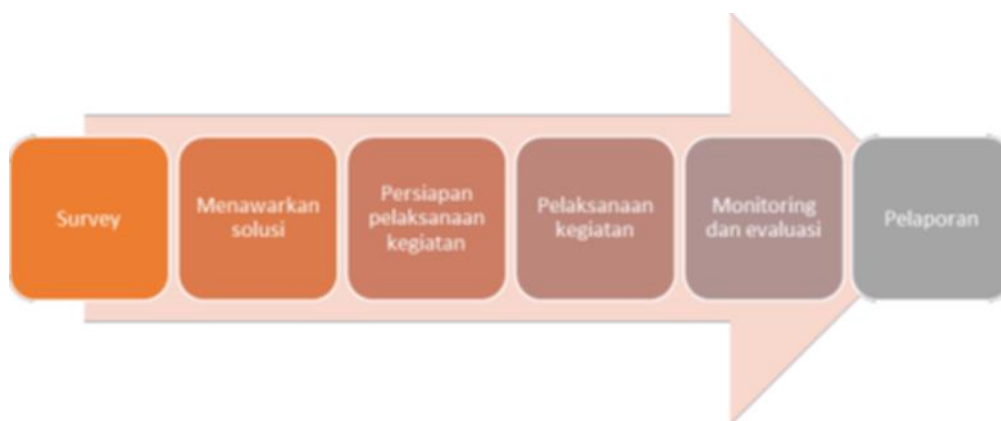 Survey
Menawarkan
solusi
Persiapan
pelaksanaan
kegiatan
Pelaksanaan
kegiatan
Monitoring
dan evaluasi
Pelaporan